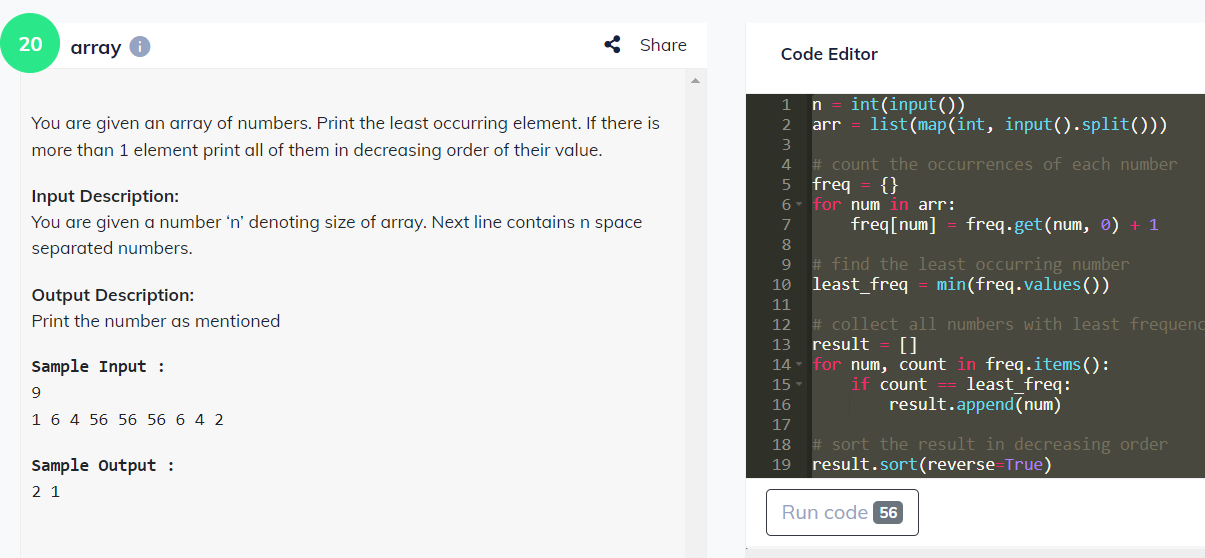 20
array i
Share
You are given an array of numbers. Print the least occurring element. If there is
more than 1 element print all of them in decreasing order of their value.
Input Description:
You are given a number ‘n’ denoting size of array. Next line contains n space
separated numbers.
Output Description:
Print the number as mentioned
Sample Input :
9
1 6 4 56 56 56 6 4 2
Sample Output :
2 1
Code Editor
1 n = int(input())
2 arr = list(map(int, input().split()))
3
4 # count the occurrences of each number
5 freq = {}
6 for num in arr:
7 freq[num] = freq.get(num, 0) + 1
8
9 # find the least occurring number
10 least_freq = min(freq.values())
11
12 # collect all numbers with least frequenc
13 result = []
14 for num, count in freq.items():
15 if count == least_freq:
16 result.append(num)
17
18 # sort the result in decreasing order
19 result.sort(reverse=True)
Run code 56